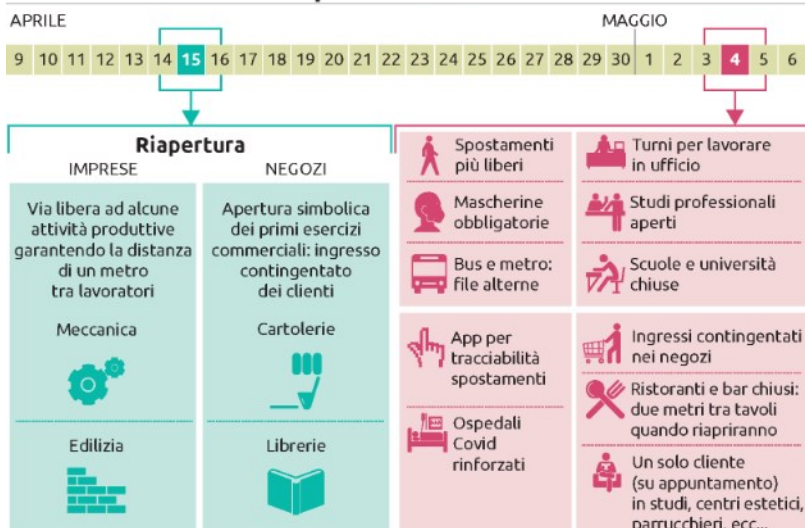 APRILE
MAGGIO
9 10 11 12 13 14 15 16 17 18 19 20 21 22 23 24 25 26 27 28 29 30 1 2 3 4 5 6
Riapertura
IMPRESE
Via libera ad alcune
attività produttive
garantendo la distanza
di un metro
tra lavoratori
Meccanica
Edilizia
NEGOZI
Apertura simbolica
dei primi esercizi
commerciali: ingresso
contingentato
dei clienti
Cartolerie
Librerie
Spostamenti
più liberi
Mascherine
obbligatorie
Bus e metro:
file alterne
App per
tracciabilità
spostamenti
Ospedali
Covid
rinforzati
Turni per lavorare
in ufficio
Studi professionali
aperti
Scuole e università
chiuse
Ingressi contingentati
nei negozi
Ristoranti e bar chiusi:
due metri tra tavoli
quando riapriranno
Un solo cliente
(su appuntamento)
in studi, centri estetici,
parrucchieri, ecc...